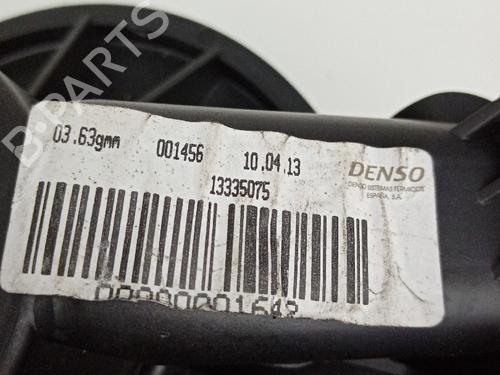 B-PARTS
03.63gmm 001456 10.04.13 DENSO
13335075
DENSO SISTEMAS TERMICOS
ESPAÑA, S.A.